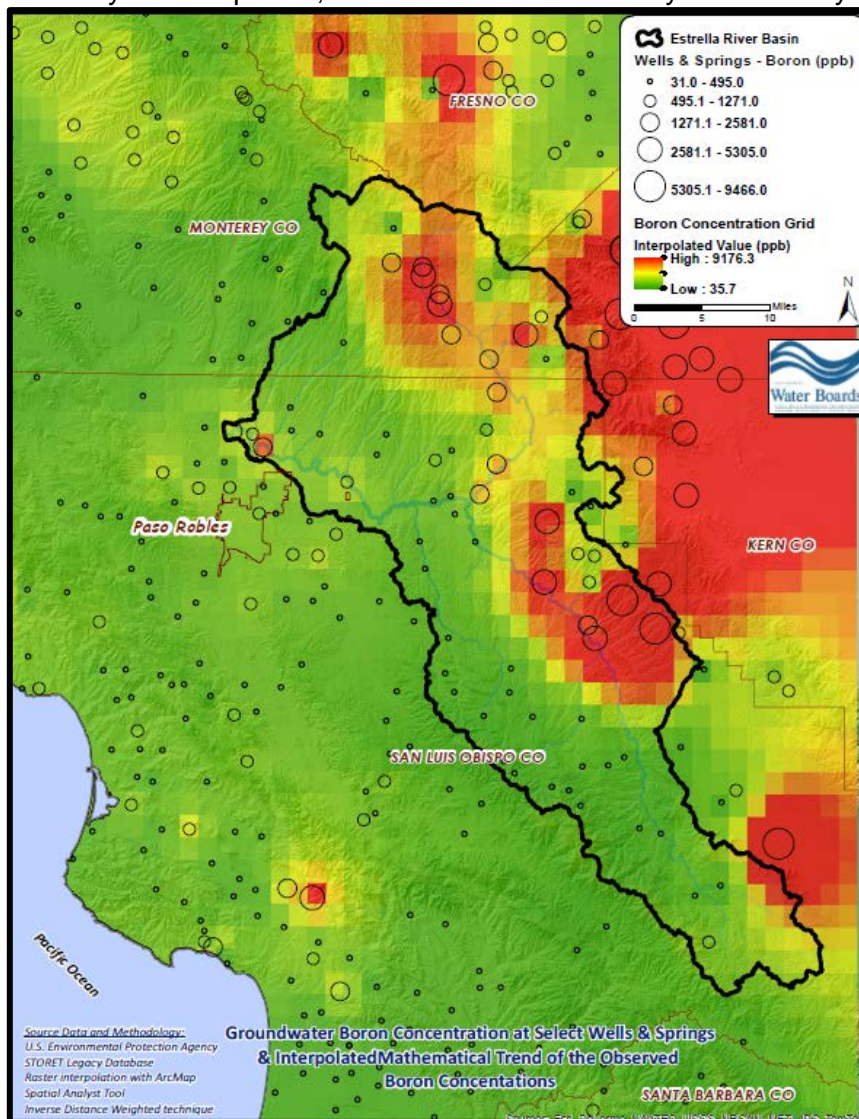 Estrella River Basin
Wells & Springs - Boron (ppb)
31.0 - 495.0
495.1 - 1271.0
1271.1 - 2581.0
2581.1 - 5305.0
5305.1 - 9466.0
Boron Concentration Grid
Interpolated Value (ppb)
High : 9176.3
Low : 35.7
N
Miles
0 5 10
Water Boards
FRESNO CO
MONTEREY CO
Paso Robles
KERN CO
SAN LUIS OBISPO CO
Pacific Ocean
Source Data and Methodology:
U.S. Environmental Protection Agency
STORET Legacy Database
Raster interpolation with ArcMap
Spatial Analyst Tool
Inverse Distance Weighted technique
Groundwater Boron Concentration at Select Wells & Springs
& InterpolatedMathematical Trend of the Observed
Boron Concentations
SANTA BARBARA CO